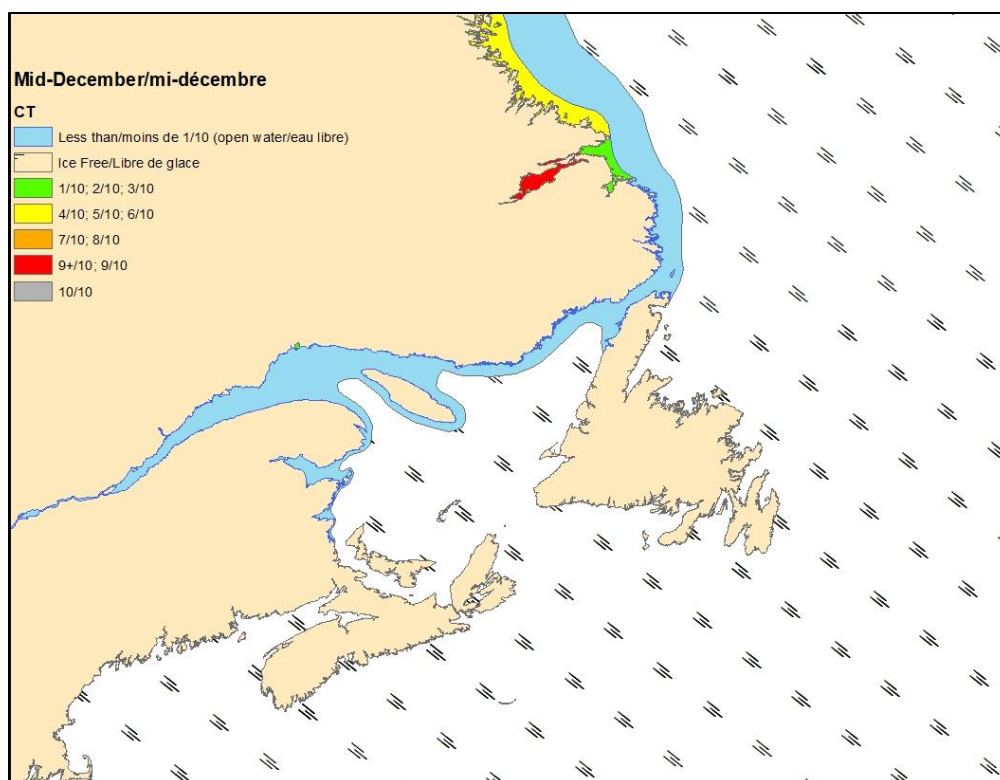 Mid-December/mi-décembre
CT
Less than/moins de 1/10 (open water/eau libre)
Ice Free/Libre de glace
1/10; 2/10; 3/10
4/10; 5/10; 6/10
7/10; 8/10
9+/10; 9/10
10/10